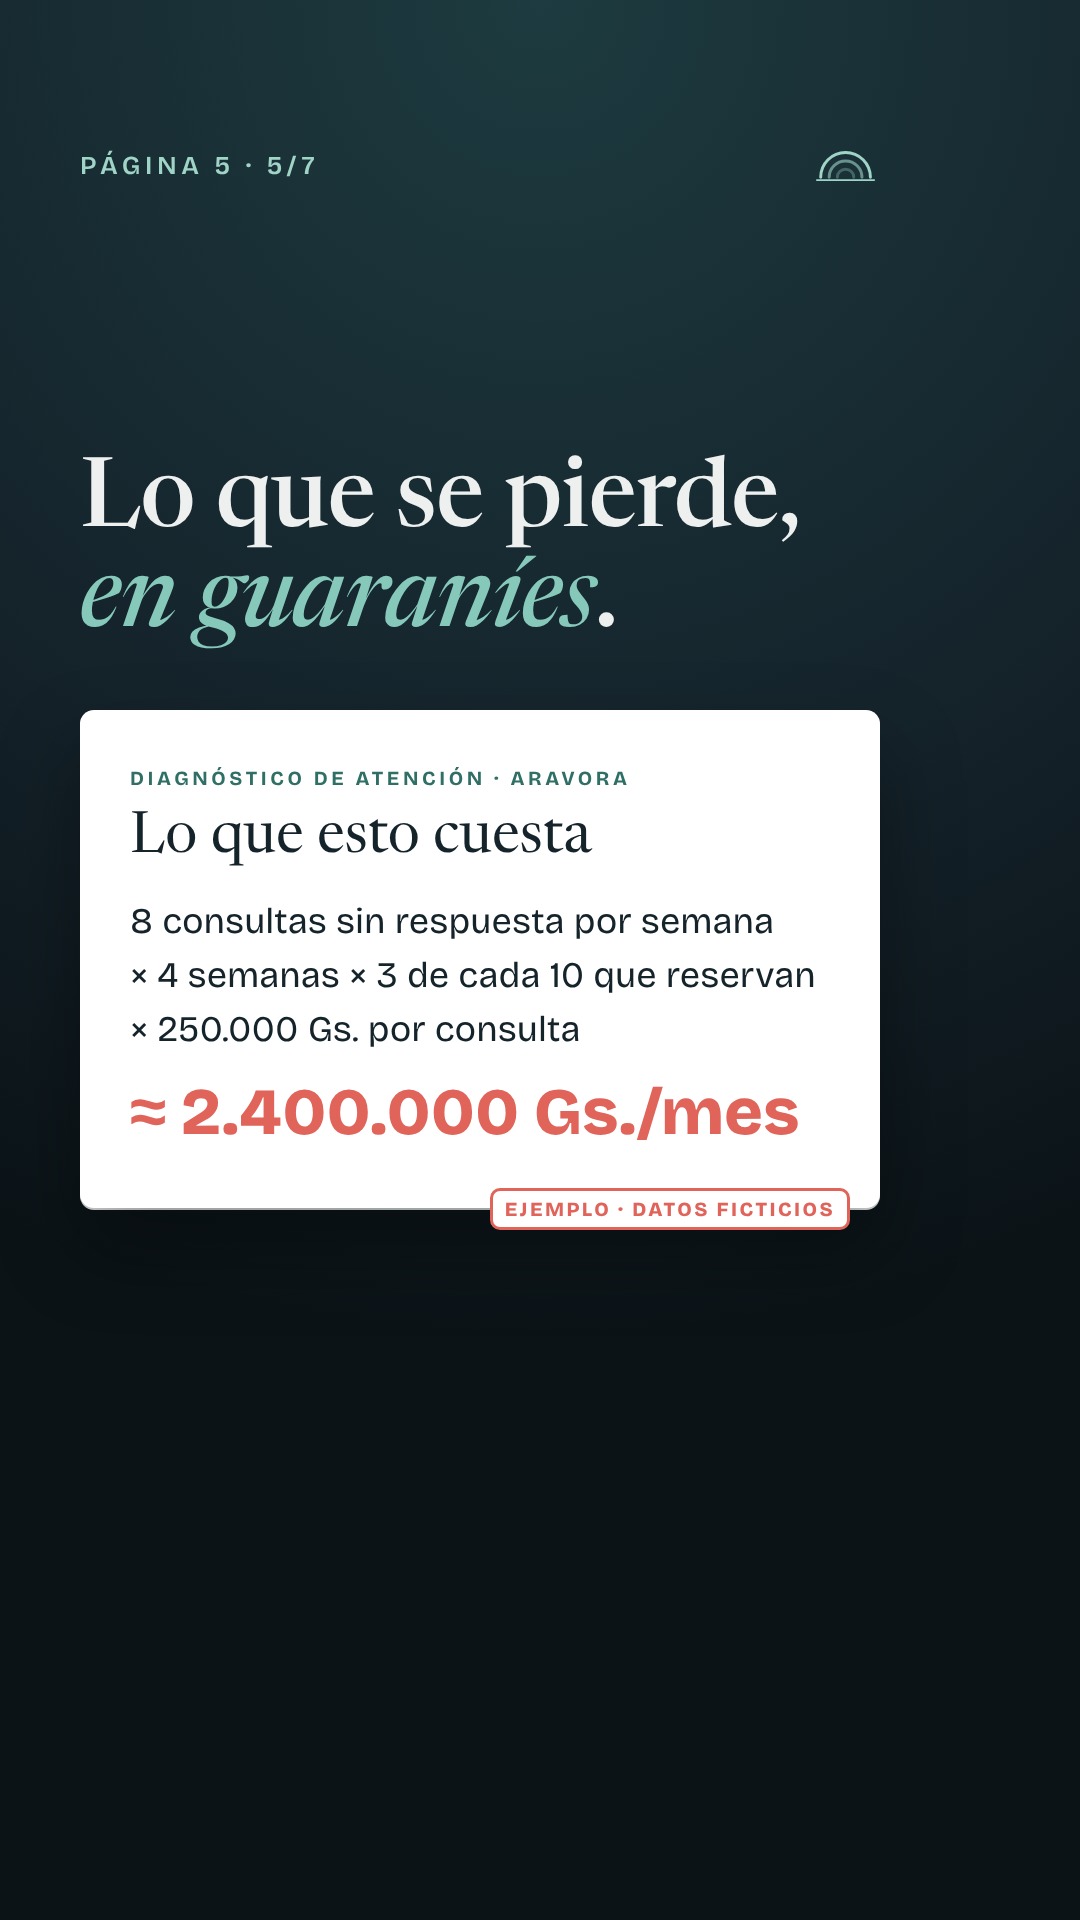 PÁGINA 5 · 5/7
Lo que se pierde,
en guaraníes.
DIAGNÓSTICO DE ATENCIÓN · ARAVORA
Lo que esto cuesta
8 consultas sin respuesta por semana
× 4 semanas × 3 de cada 10 que reservan
× 250.000 Gs. por consulta
≈ 2.400.000 Gs./mes
EJEMPLO · DATOS FICTICIOS